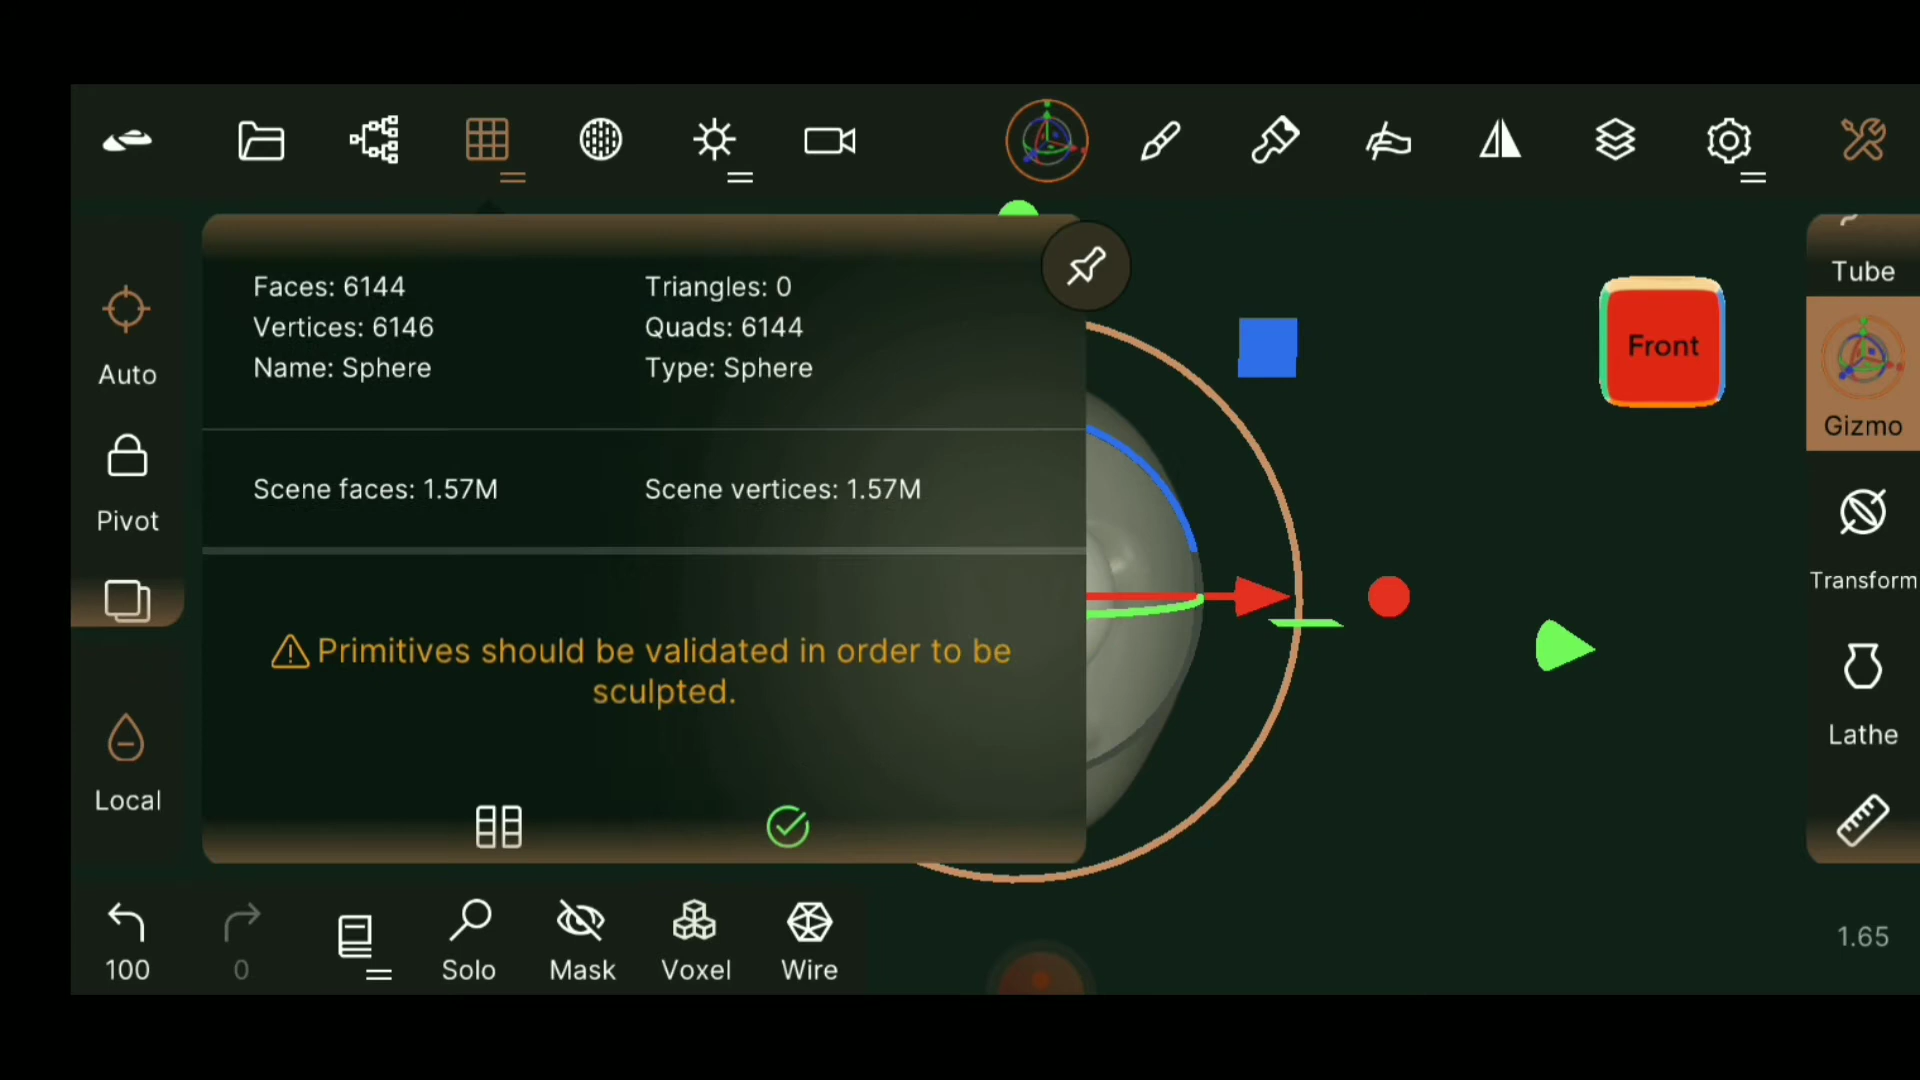 Faces: 6144
Triangles: 0
Vertices: 6146
Quads: 6144
Name: Sphere
Type: Sphere
Scene faces: 1.57M
Scene vertices: 1.57M
Primitives should be validated in order to be
sculpted.
Auto
Pivot
Local
Front
Tube
Gizmo
Transform
Lathe
1.65
100
0
Solo
Mask
Voxel
Wire